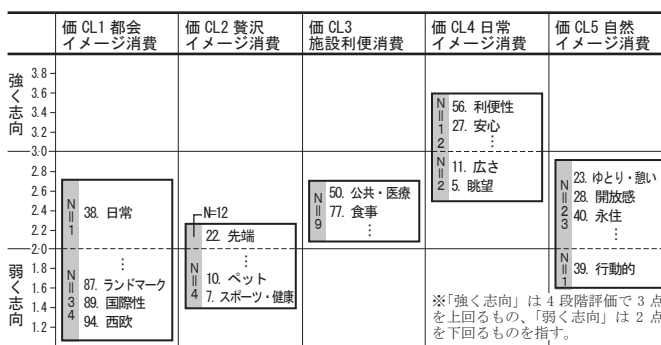 価 CL1 都会
イメージ消費
価 CL2 贅沢
イメージ消費
価 CL3
施設利便消費
価 CL4 日常
イメージ消費
価 CL5 自然
イメージ消費
強く志向
弱く志向
3.8
3.6
3.4
3.2
3.0
2.8
2.6
2.4
2.2
2.0
1.8
1.6
1.4
1.2
N=1
38. 日常
⋮
N=34
87. ランドマーク
89. 国際性
94. 西欧
N=12
22. 先端
⋮
N=4
10. ペット
7. スポーツ・健康
N=9
50. 公共・医療
77. 食事
⋮
N=12
56. 利便性
27. 安心
⋮
N=2
11. 広さ
5. 眺望
N=23
23. ゆとり・憩い
28. 開放感
40. 永住
⋮
N=1
39. 行動的
※「強く志向」は 4 段階評価で 3 点
を上回るもの、「弱く志向」は 2 点
を下回るものを指す。